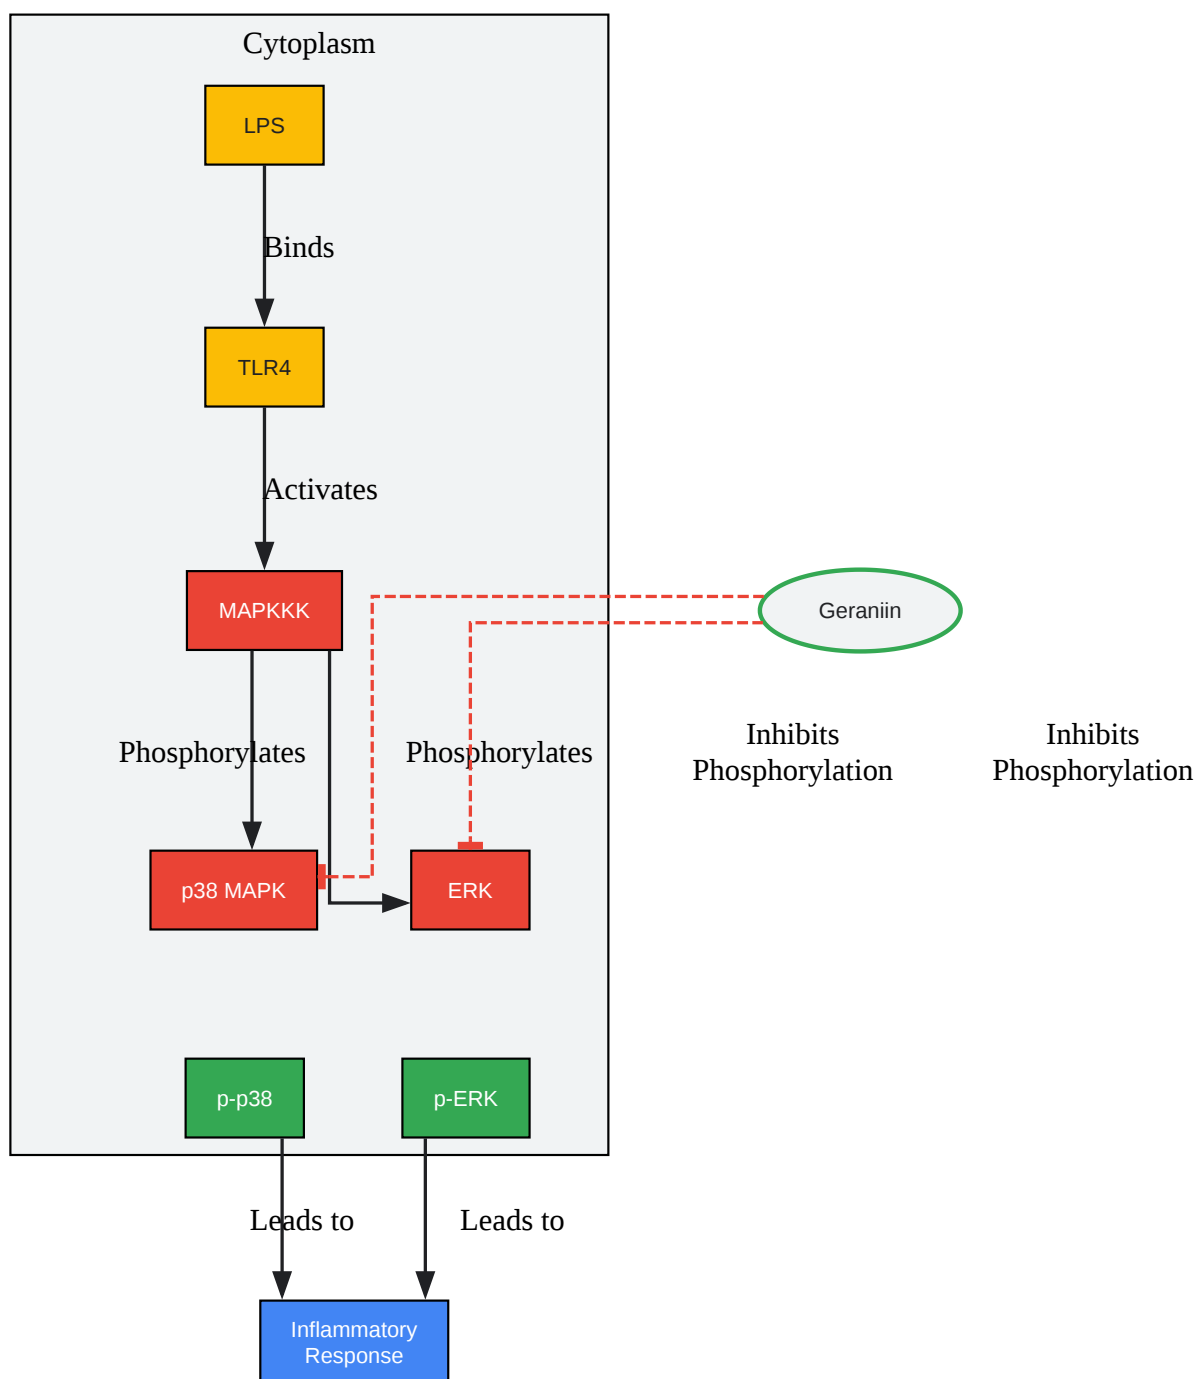 Cytoplasm
LPS
Binds
TLR4
Activates
MAPKKK
Geraniin
Phosphorylates
Phosphorylates
Inhibits
Phosphorylation
Inhibits
Phosphorylation
p38 MAPK
ERK
p-p38
p-ERK
Leads to
Leads to
Inflammatory
Response